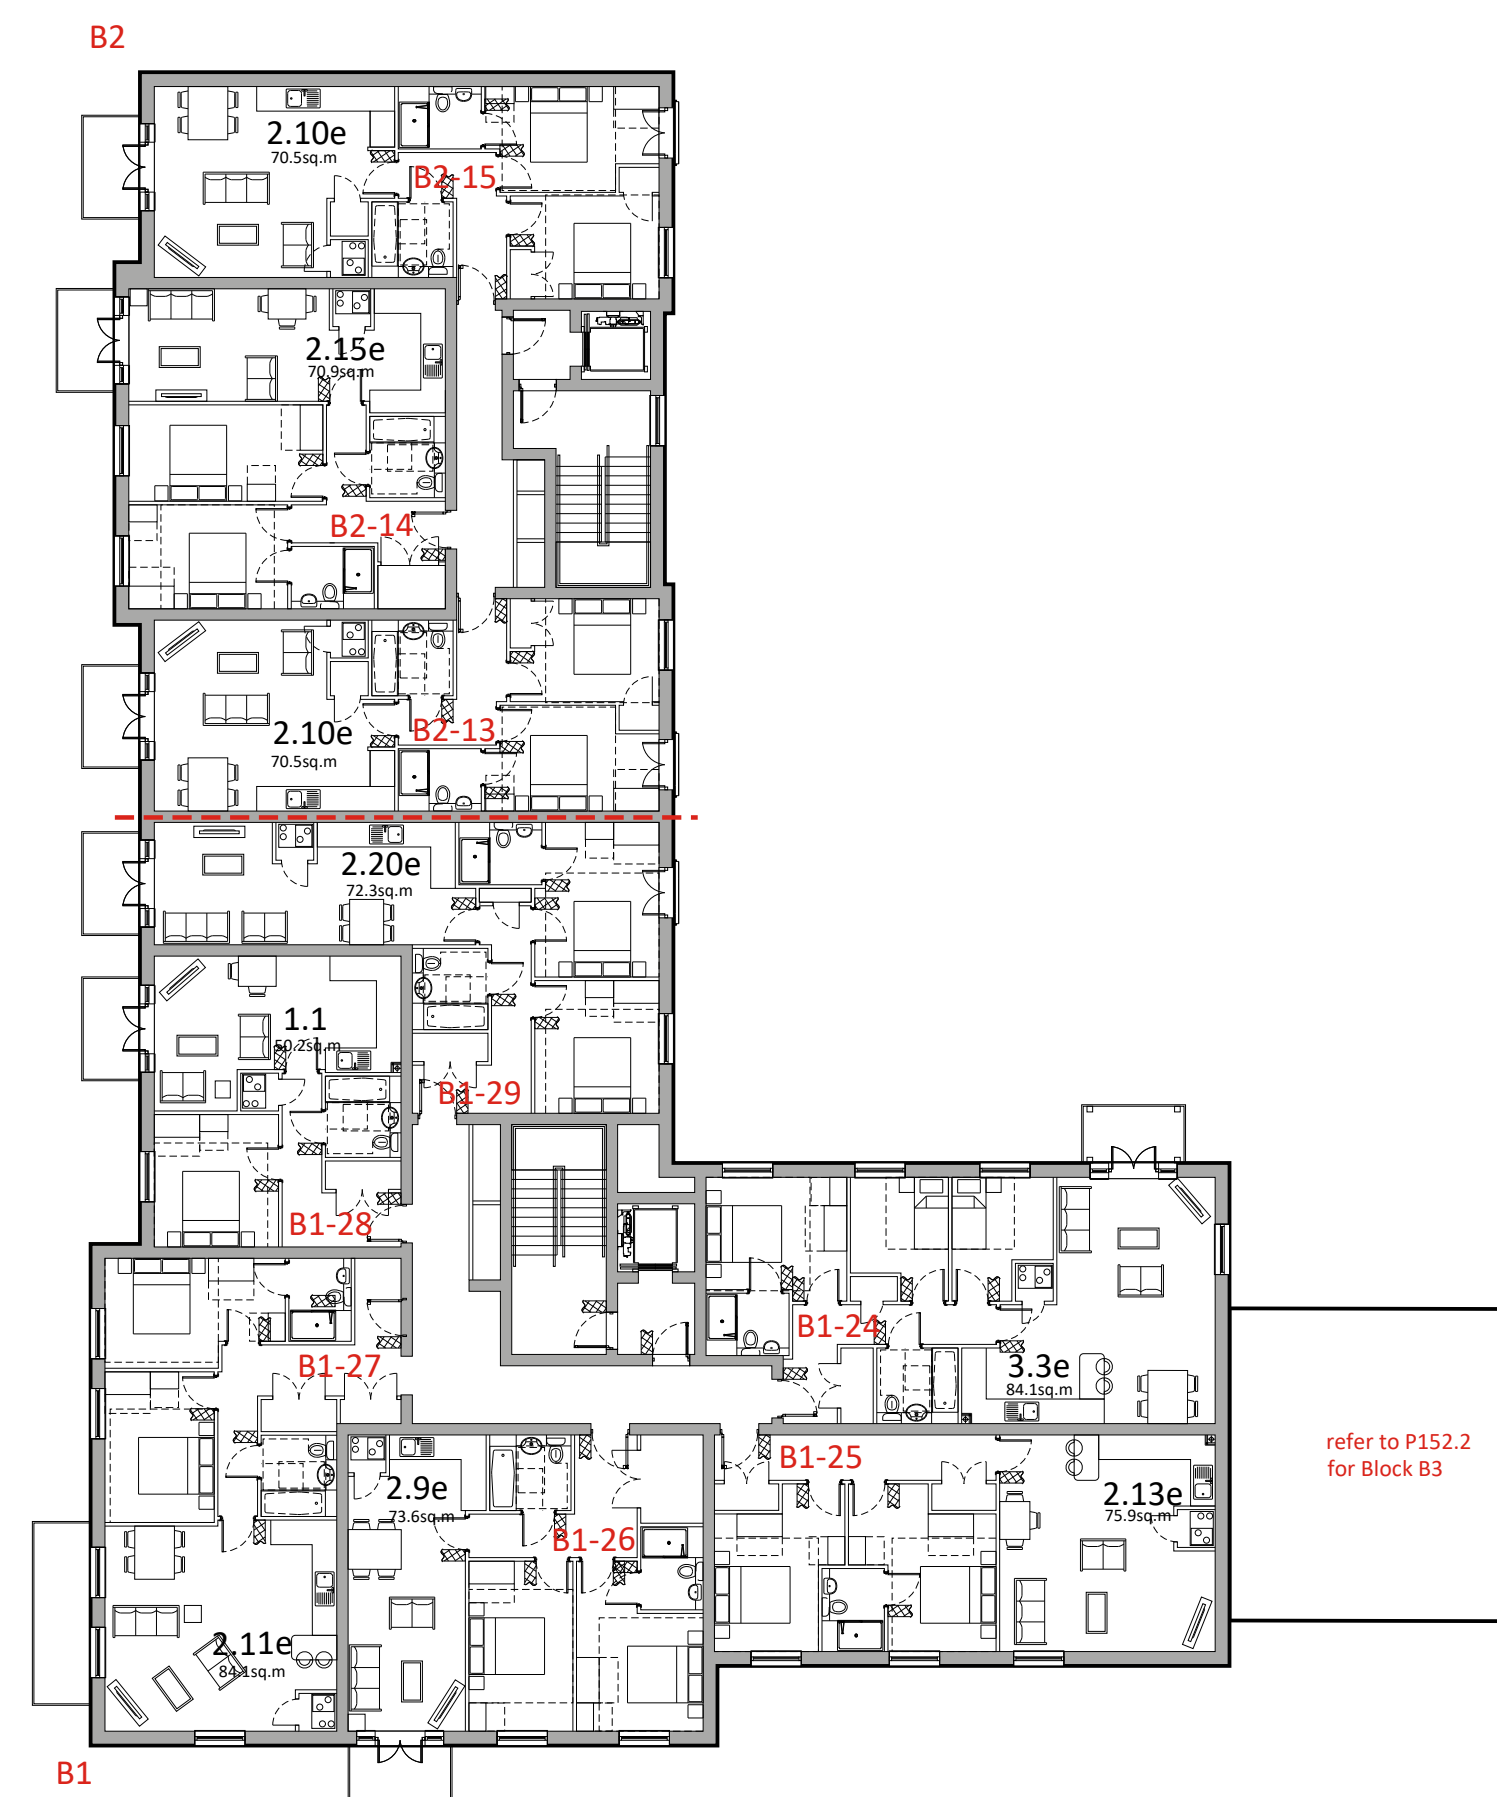 B2
2.10e
70.5sq.m
B2-15
2.15e
70.9sq.m
B2-14
2.10e
70.5sq.m
B2-13
2.20e
72.3sq.m
1.1
50.2sq.m
B1-29
B1-28
B1-27
B1-24
3.3e
84.1sq.m
2.9e
73.6sq.m
B1-25
2.13e
75.9sq.m
refer to P152.2
for Block B3
B1-26
2.11e
84.1sq.m
B1